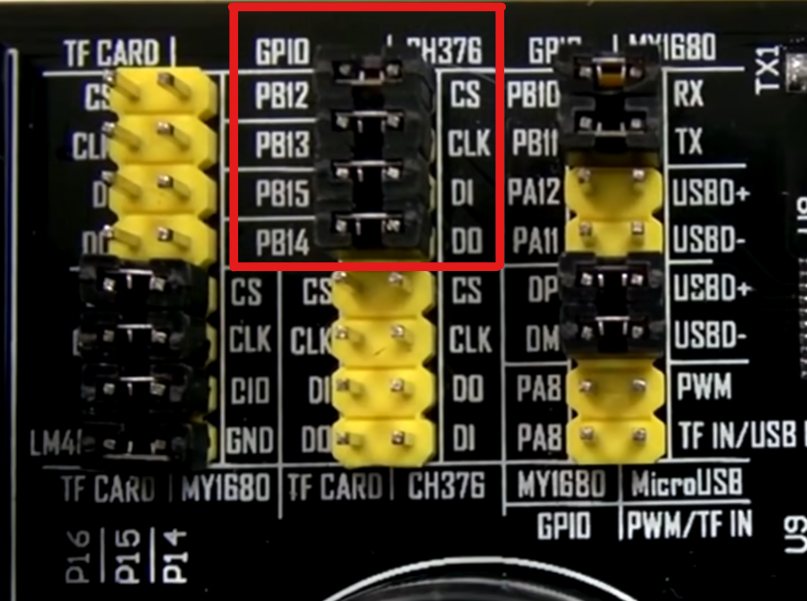 TF CARD | GPIO | CH376 MY1680 TX1
PB12 CS PB10 RX
PB13 CLK PB11 TX
PB15 DI PA12 USBD+
PB14 DO PA11 USBD-
CS CS CS DP USBD+
CLK CLK CLK DM USBD-
CIO DI DO PA8 PWM
GND DO DI PA8 TF IN/USB
TF CARD | MY1680 TF CARD | CH376 MY1680 | MicroUSB
GPIO | PWM/TF IN
P16 | P15 | P14 U9